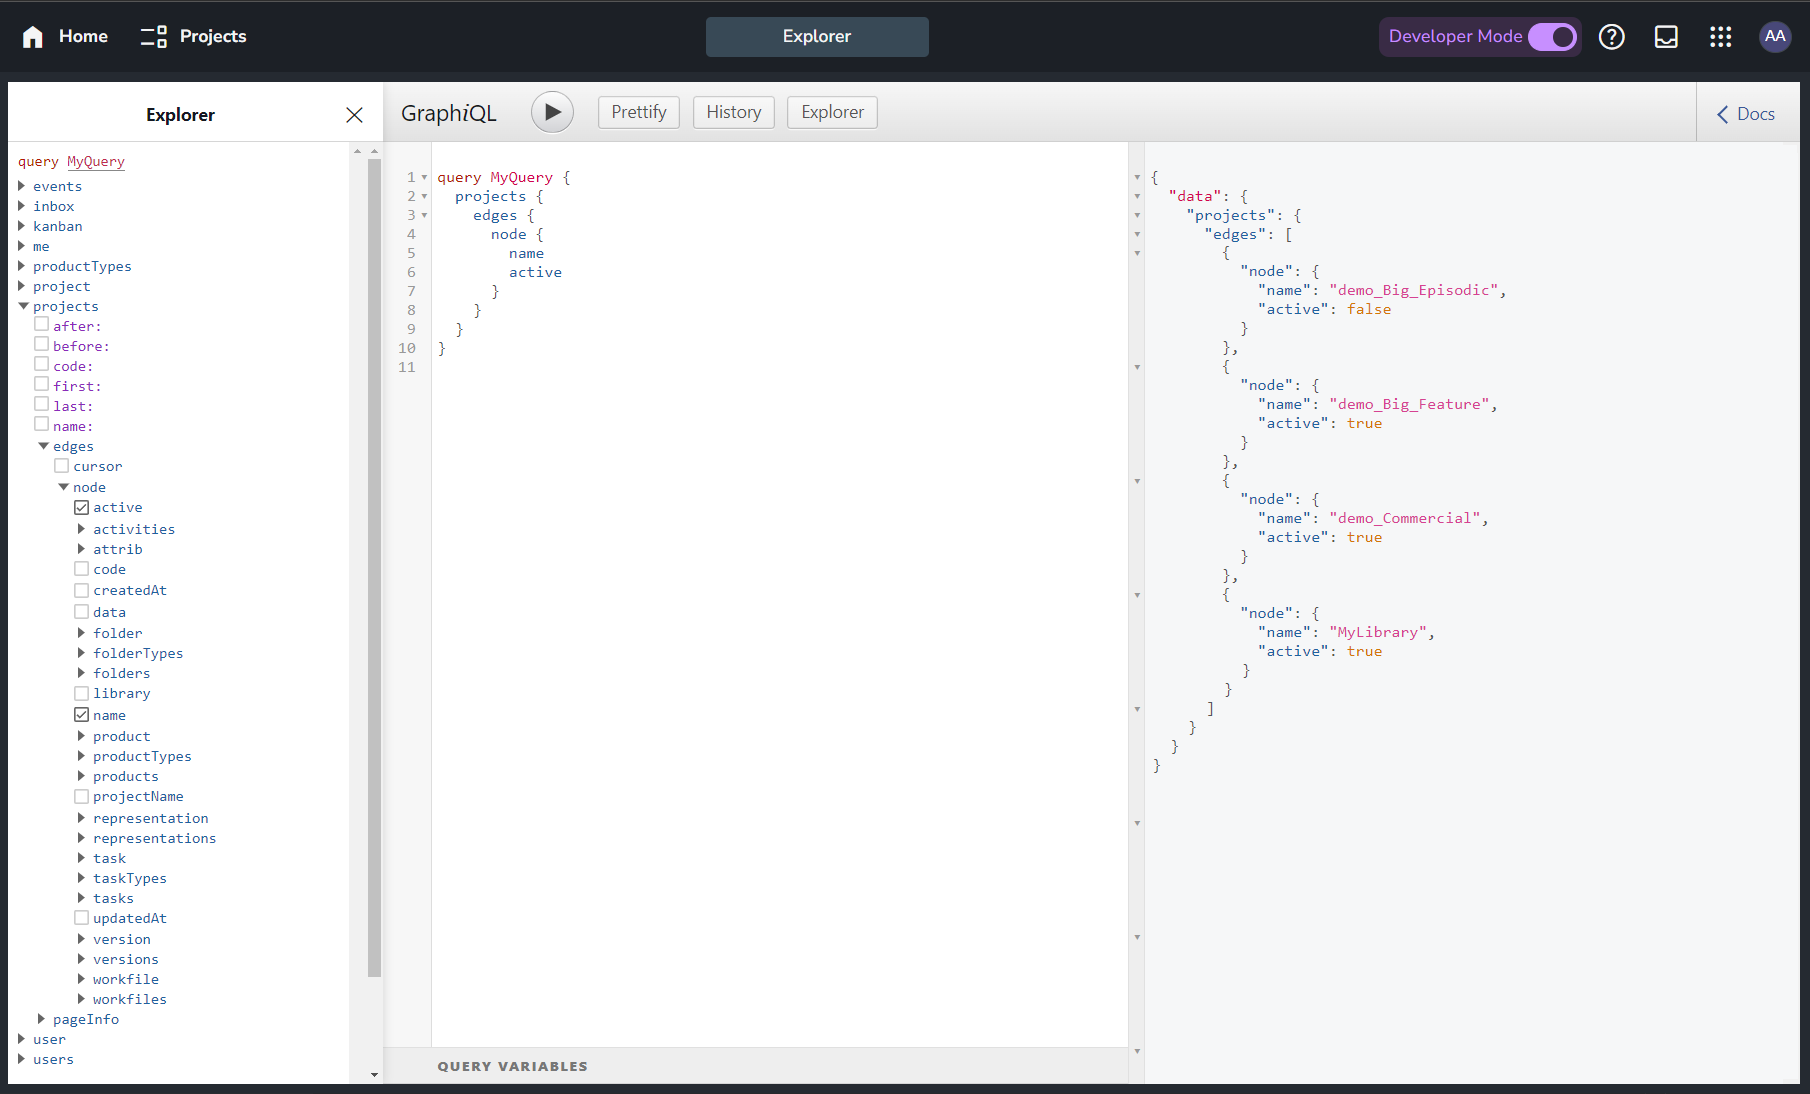 Home
Projects
Explorer
Developer Mode
AA
Explorer
query MyQuery
events
inbox
kanban
me
productTypes
project
projects
after:
before:
code:
first:
last:
name:
edges
cursor
node
active
activities
attrib
code
createdAt
data
folder
folderTypes
folders
library
name
product
productTypes
products
projectName
representation
representations
task
taskTypes
tasks
updatedAt
version
versions
workfile
workfiles
pageInfo
user
users
GraphiQL
Prettify
History
Explorer
Docs
1 query MyQuery {
2 projects {
3 edges {
4 node {
5 name
6 active
7 }
8 }
9 }
10 }
11
QUERY VARIABLES
{
"data": {
"projects": {
"edges": [
{
"node": {
"name": "demo_Big_Episodic",
"active": false
}
},
{
"node": {
"name": "demo_Big_Feature",
"active": true
}
},
{
"node": {
"name": "demo_Commercial",
"active": true
}
},
{
"node": {
"name": "MyLibrary",
"active": true
}
}
]
}
}
}